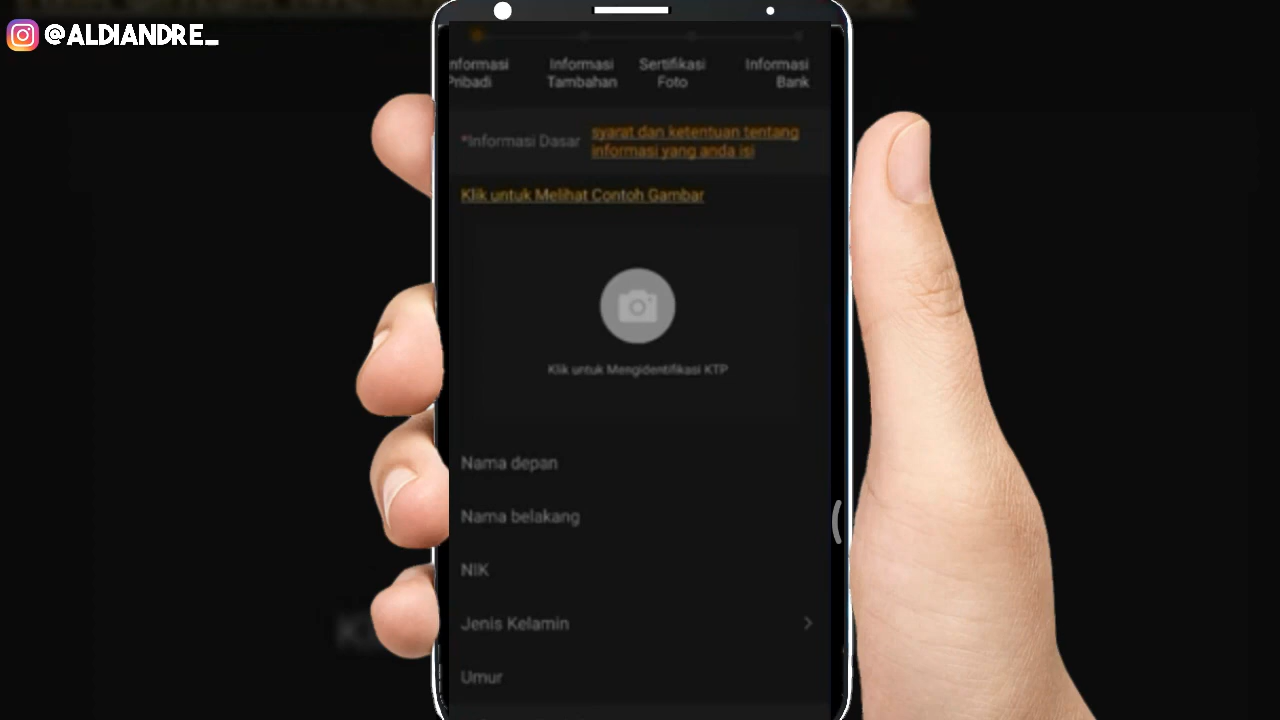 @ALDIANDRE_
Informasi Pribadi
Informasi Tambahan
Sertifikasi Foto
Informasi Bank
*Informasi Dasar
syarat dan ketentuan tentang
informasi yang anda isi
Klik untuk Melihat Contoh Gambar
Klik untuk Mengidentifikasi KTP
Nama depan
Nama belakang
NIK
Jenis Kelamin
Umur